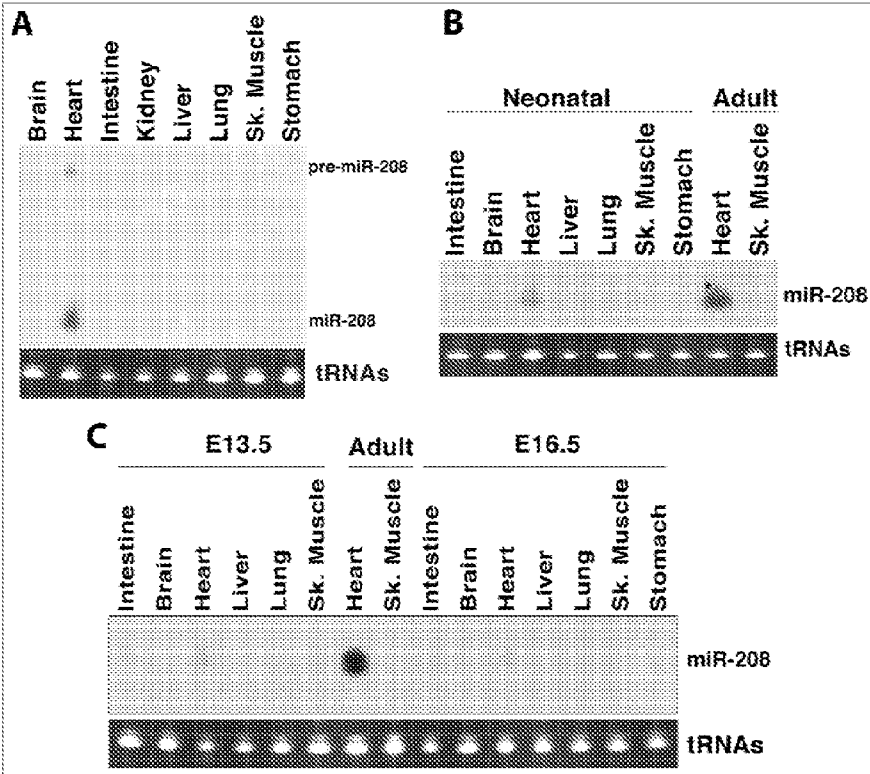 A
Brain Heart Intestine Kidney Liver Lung Sk. Muscle Stomach
pre-miR-208
miR-208
tRNAs
B
Neonatal Adult
Intestine Brain Heart Liver Lung Sk. Muscle Stomach Heart Sk. Muscle
miR-208
tRNAs
C
E13.5 Adult E16.5
Intestine Brain Heart Liver Lung Sk. Muscle Heart Sk. Muscle Intestine Brain Heart Liver Lung Sk. Muscle Stomach
miR-208
tRNAs